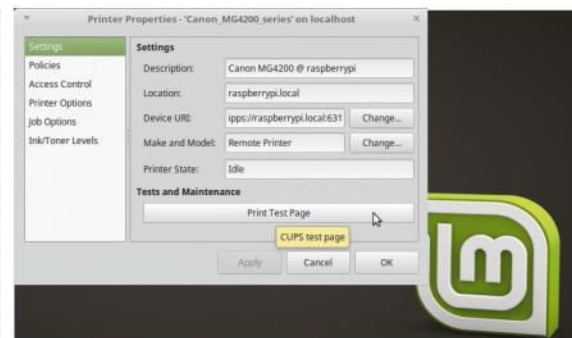 Printer Properties - 'Canon_MG4200_series' on localhost
Settings
Policies
Access Control
Printer Options
Job Options
Ink/Toner Levels
Settings
Description: Canon MG4200 @ raspberrypi
Location: raspberrypi.local
Device URI: ipps://raspberrypi.local:631 Change...
Make and Model: Remote Printer Change...
Printer State: Idle
Tests and Maintenance
Print Test Page
CUPS test page
Apply Cancel OK
lm